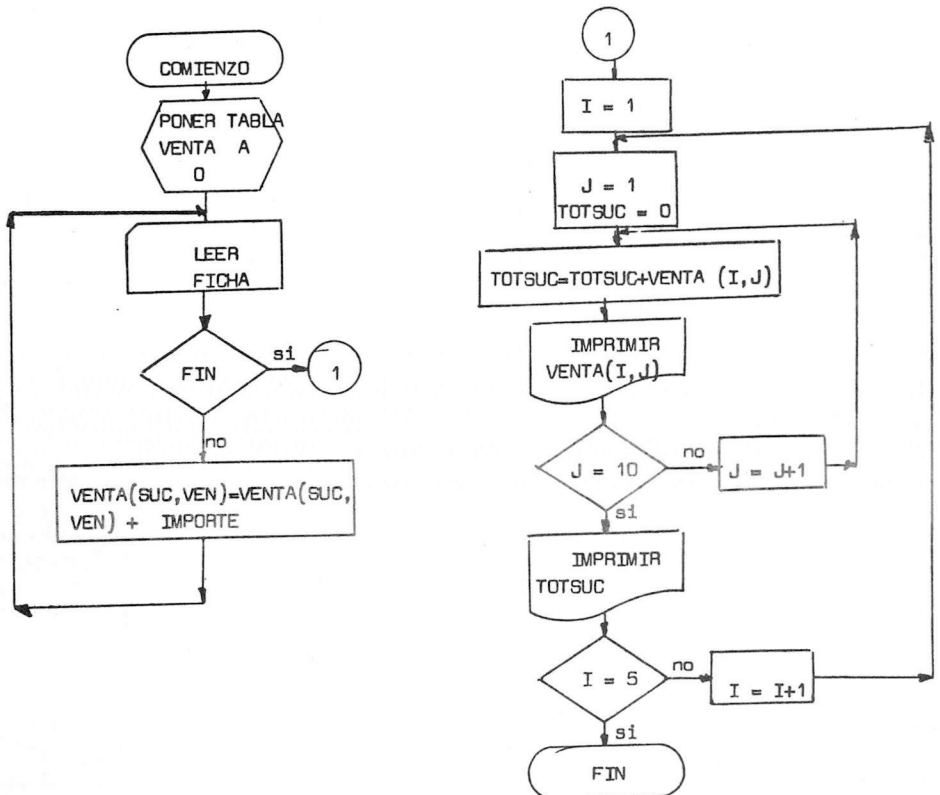 COMIENZO
PONER TABLA
VENTA A
0
LEER
FICHA
FIN
si
1
no
VENTA(SUC,VEN)=VENTA(SUC,
VEN) + IMPORTE
1
I = 1
J = 1
TOTSUC = 0
TOTSUC=TOTSUC+VENTA (I,J)
IMPRIMIR
VENTA(I,J)
J = 10
no
J = J+1
si
IMPRIMIR
TOTSUC
I = 5
no
I = I+1
si
FIN